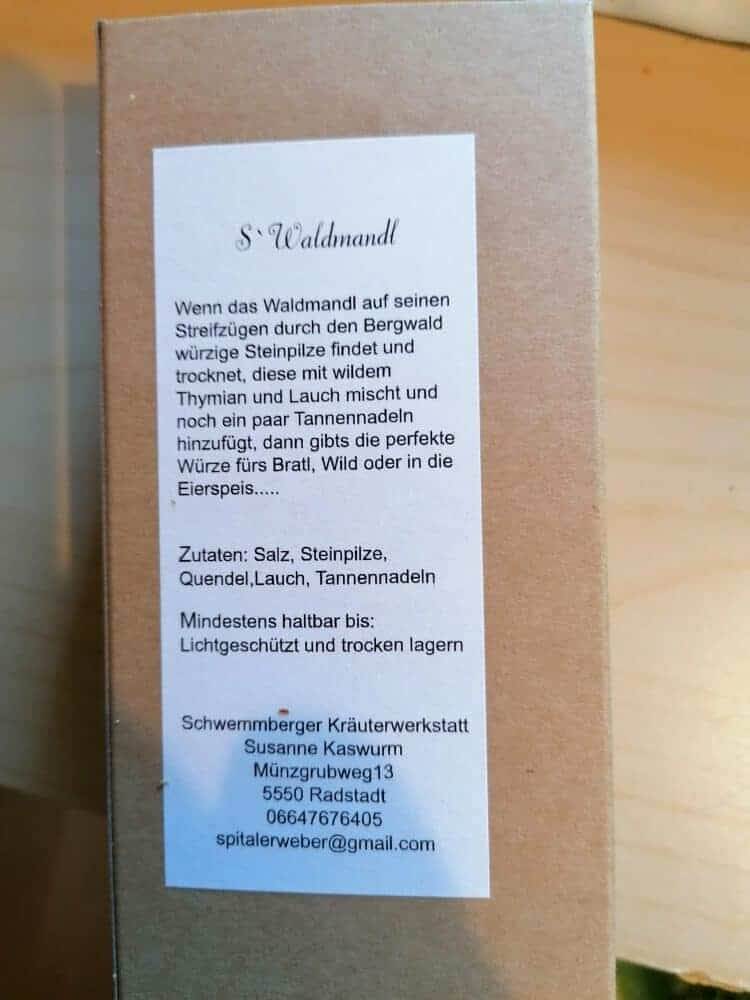 S`Waldmandl
Wenn das Waldmandl auf seinen
Streifzügen durch den Bergwald
würzige Steinpilze findet und
trocknet, diese mit wildem
Thymian und Lauch mischt und
noch ein paar Tannennadeln
hinzufügt, dann gibts die perfekte
Würze fürs Bratl, Wild oder in die
Eierspeis.....
Zutaten: Salz, Steinpilze,
Quendel,Lauch, Tannennadeln
Mindestens haltbar bis:
Lichtgeschützt und trocken lagern
Schwemmberger Kräuterwerkstatt
Susanne Kaswurm
Münzgrubweg13
5550 Radstadt
06647676405
spitalerweber@gmail.com